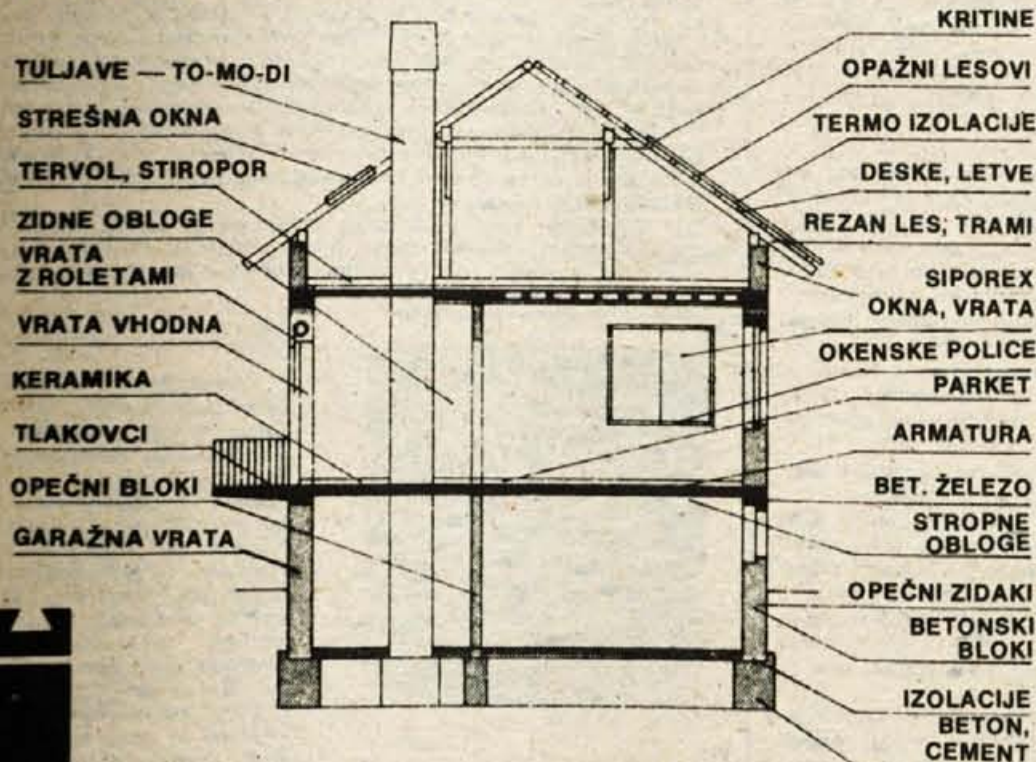 TULJAVE — TO-MO-DI
STREŠNA OKNA
TERVOL, STIROPOR
ZIDNE OBLOGE
VRATA
Z ROLETAMI
VRATA VHODNA
KERAMIKA
TLAKOVCI
OPEČNI BLOKI
GARAŽNA VRATA
KRITINE
OPAŽNI LESOVI
TERMO IZOLACIJE
DESKE, LETVE
REZAN LES, TRAMI
SIPOREX
OKNA, VRATA
OKENSKE POLICE
PARKET
ARMATURA
BET. ŽELEZO
STROPNE
OBLOGE
OPEČNI ZIDAKI
BETONSKI
BLOKI
IZOLACIJE
BETON,
CEMENT